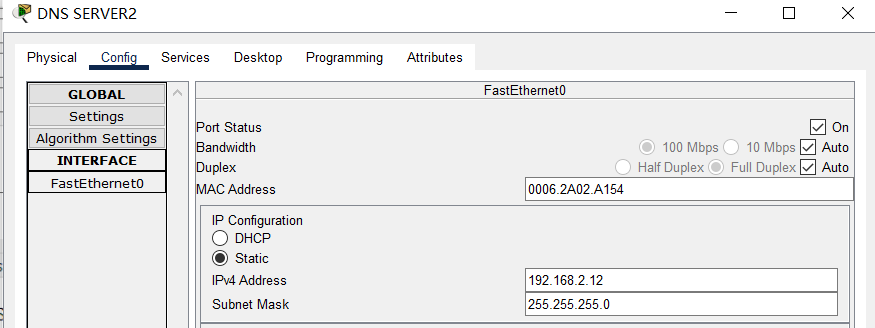 DNS SERVER2
Physical Config Services Desktop Programming Attributes
GLOBAL
Settings
Algorithm Settings
INTERFACE
FastEthernet0
FastEthernet0
Port Status On
Bandwidth 100 Mbps 10 Mbps Auto
Duplex Half Duplex Full Duplex Auto
MAC Address 0006.2A02.A154
IP Configuration
DHCP
Static
IPv4 Address 192.168.2.12
Subnet Mask 255.255.255.0